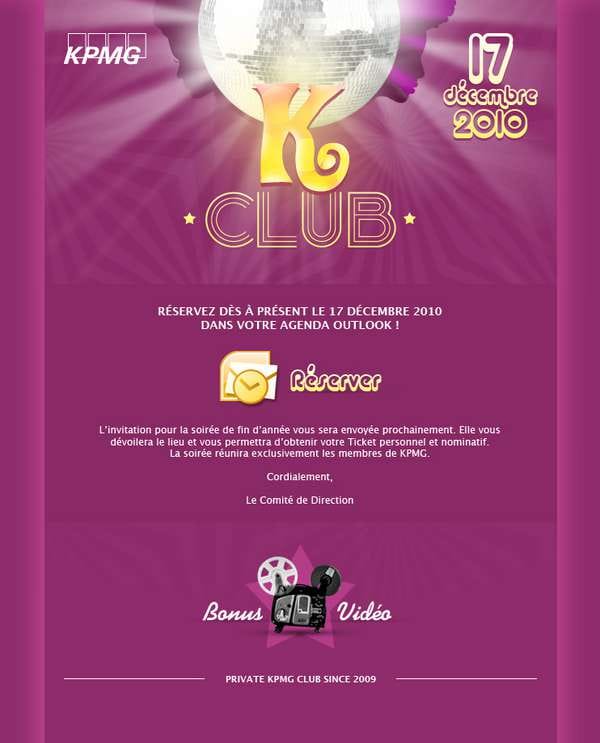 KPMG
17
décembre
2010
K
CLUB
RÉSERVEZ DÈS À PRÉSENT LE 17 DÉCEMBRE 2010
DANS VOTRE AGENDA OUTLOOK !
Réserver
L'invitation pour la soirée de fin d'année vous sera envoyée prochainement. Elle vous
dévoilera le lieu et vous permettra d'obtenir votre Ticket personnel et nominatif.
La soirée réunira exclusivement les membres de KPMG.
Cordialement,
Le Comité de Direction
Bonus Vidéo
PRIVATE KPMG CLUB SINCE 2009